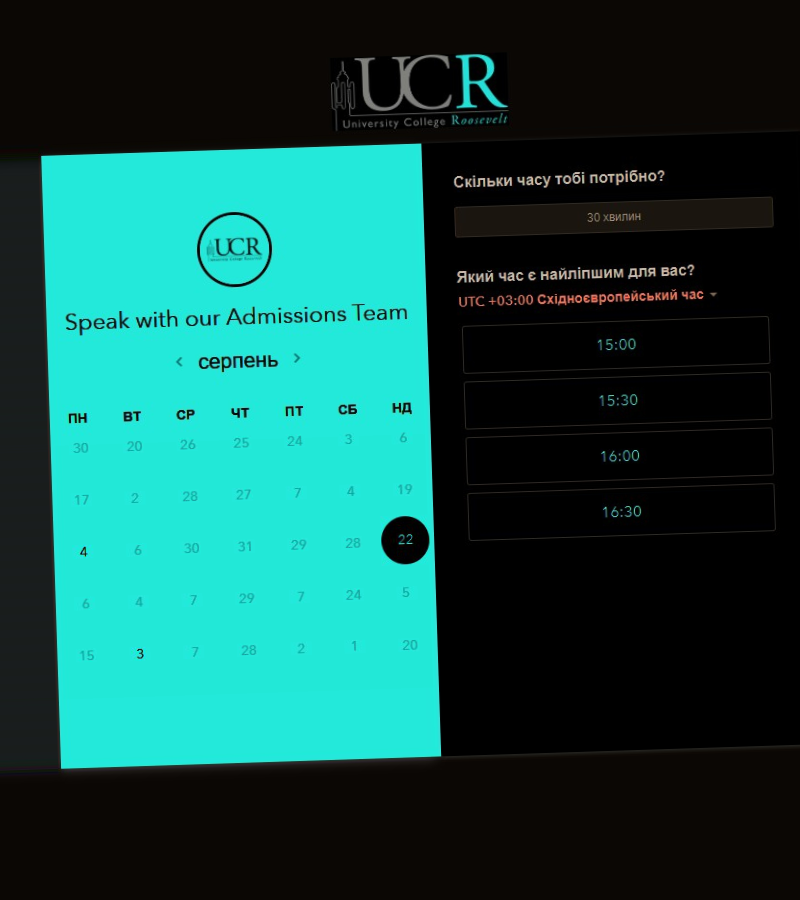 UCR
University College Roosevelt
UCR
Speak with our Admissions Team
серпень
ПН ВТ СР ЧТ ПТ СБ НД
30 20 26 25 24 3 6
17 2 28 27 7 4 19
4 6 30 31 29 28 22
6 4 7 29 7 24 5
15 3 7 28 2 1 20
Скільки часу тобі потрібно?
30 хвилин
Який час є найліпшим для вас?
UTC +03:00 Східноєвропейський час
15:00
15:30
16:00
16:30